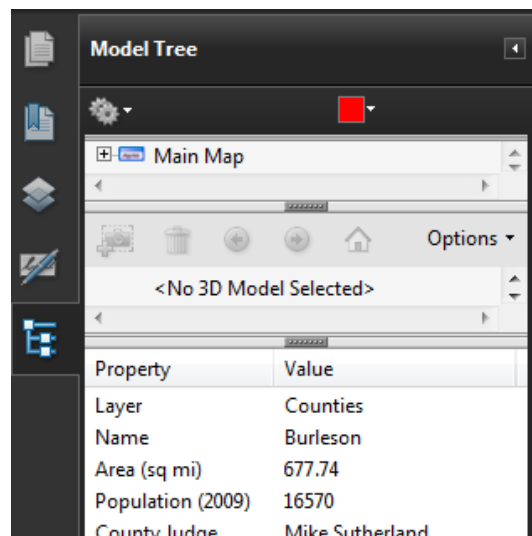 Model Tree
Main Map
Options
<No 3D Model Selected>
Property Value
Layer Counties
Name Burleson
Area (sq mi) 677.74
Population (2009) 16570
County Judge Mike Sutherland